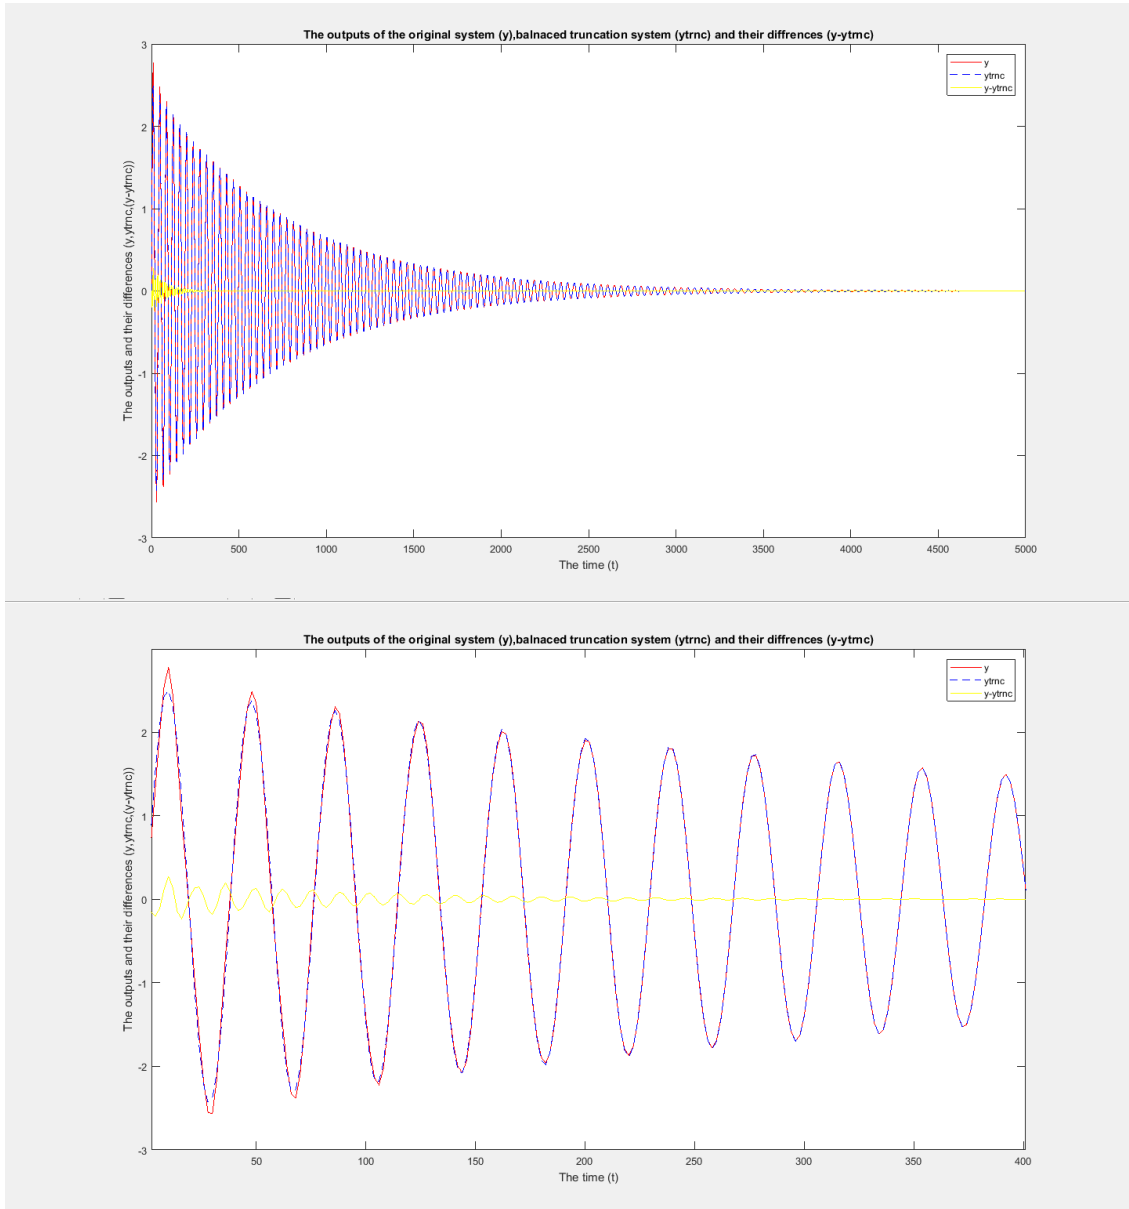 The outputs of the original system (y),balnaced truncation system (ytrnc) and their diffrences (y-ytrnc)
y
ytrnc
y-ytrnc
The outputs and their differences (y,ytrnc,(y-ytrnc))
3
2
1
0
-1
-2
-3
0 500 1000 1500 2000 2500 3000 3500 4000 4500 5000
The time (t)
The outputs of the original system (y),balnaced truncation system (ytrnc) and their diffrences (y-ytrnc)
y
ytrnc
y-ytrnc
The outputs and their differences (y,ytrnc,(y-ytrnc))
2
1
0
-1
-2
-3
50 100 150 200 250 300 350 400
The time (t)